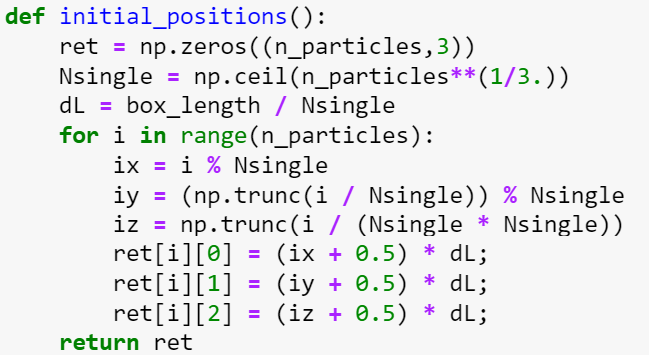 def initial_positions():
    ret = np.zeros((n_particles,3))
    Nsingle = np.ceil(n_particles**(1/3.))
    dL = box_length / Nsingle
    for i in range(n_particles):
        ix = i % Nsingle
        iy = (np.trunc(i / Nsingle)) % Nsingle
        iz = np.trunc(i / (Nsingle * Nsingle))
        ret[i][0] = (ix + 0.5) * dL;
        ret[i][1] = (iy + 0.5) * dL;
        ret[i][2] = (iz + 0.5) * dL;
    return ret